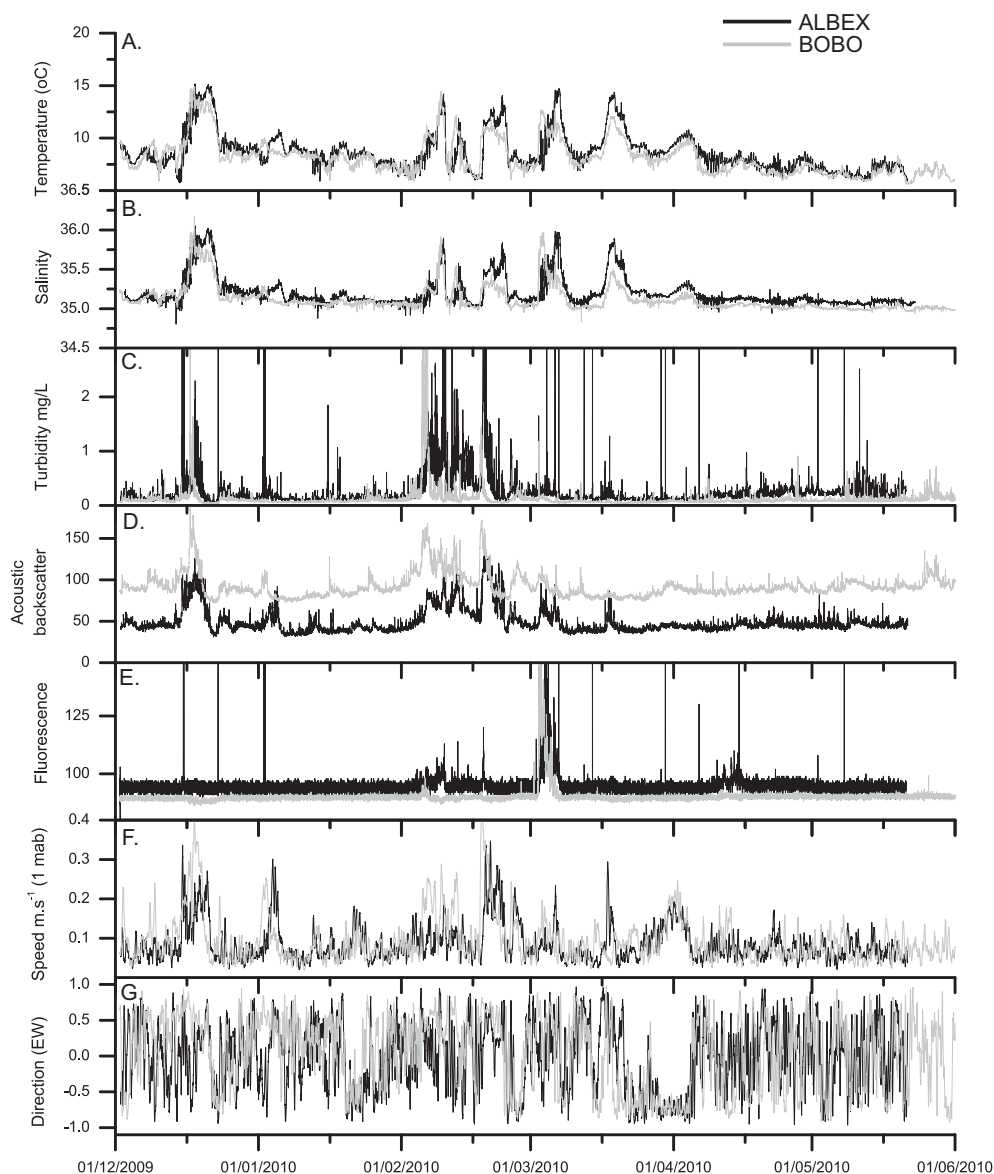 ALBEX
BOBO
A.
20
15
10
Temperature (oC)
36.5
B.
36.0
35.5
35.0
Salinity
34.5
C.
2
1
0
Turbidity mg/L
D.
150
100
50
0
Acoustic
backscatter
E.
125
100
Fluorescence
0.4
F.
0.3
0.2
0.1
Speed m.s⁻¹ (1 mab)
G.
1.0
0.5
0.0
-0.5
-1.0
Direction (EW)
01/12/2009 01/01/2010 01/02/2010 01/03/2010 01/04/2010 01/05/2010 01/06/2010